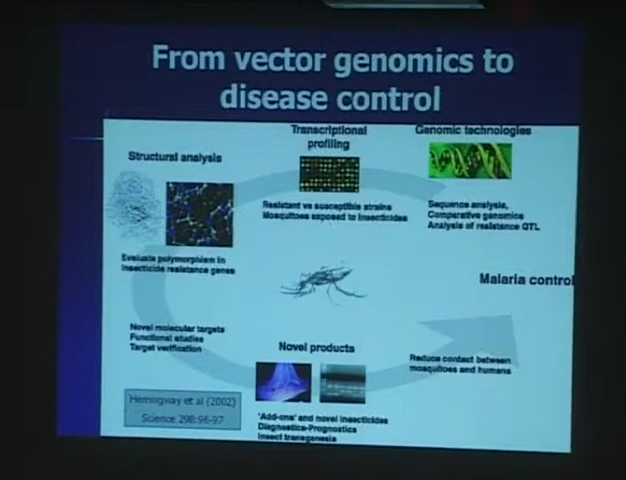 From vector genomics to
disease control
Structural analysis
Evaluate polymorphism in
insecticide resistance genes
Transcriptional
profiling
Resistant vs susceptible strains
Mosquitoes exposed to insecticides
Genomic technologies
Sequence analysis,
Comparative genomics
Analysis of resistance QTL
Malaria control
Novel molecular targets
Functional studies
Target verification
Novel products
'Add-ons' and novel insecticides
Diagnostics-Prognostics
Insect transgenesis
Reduce contact between
mosquitoes and humans
Hemingway et al (2002)
Science 298:96-97